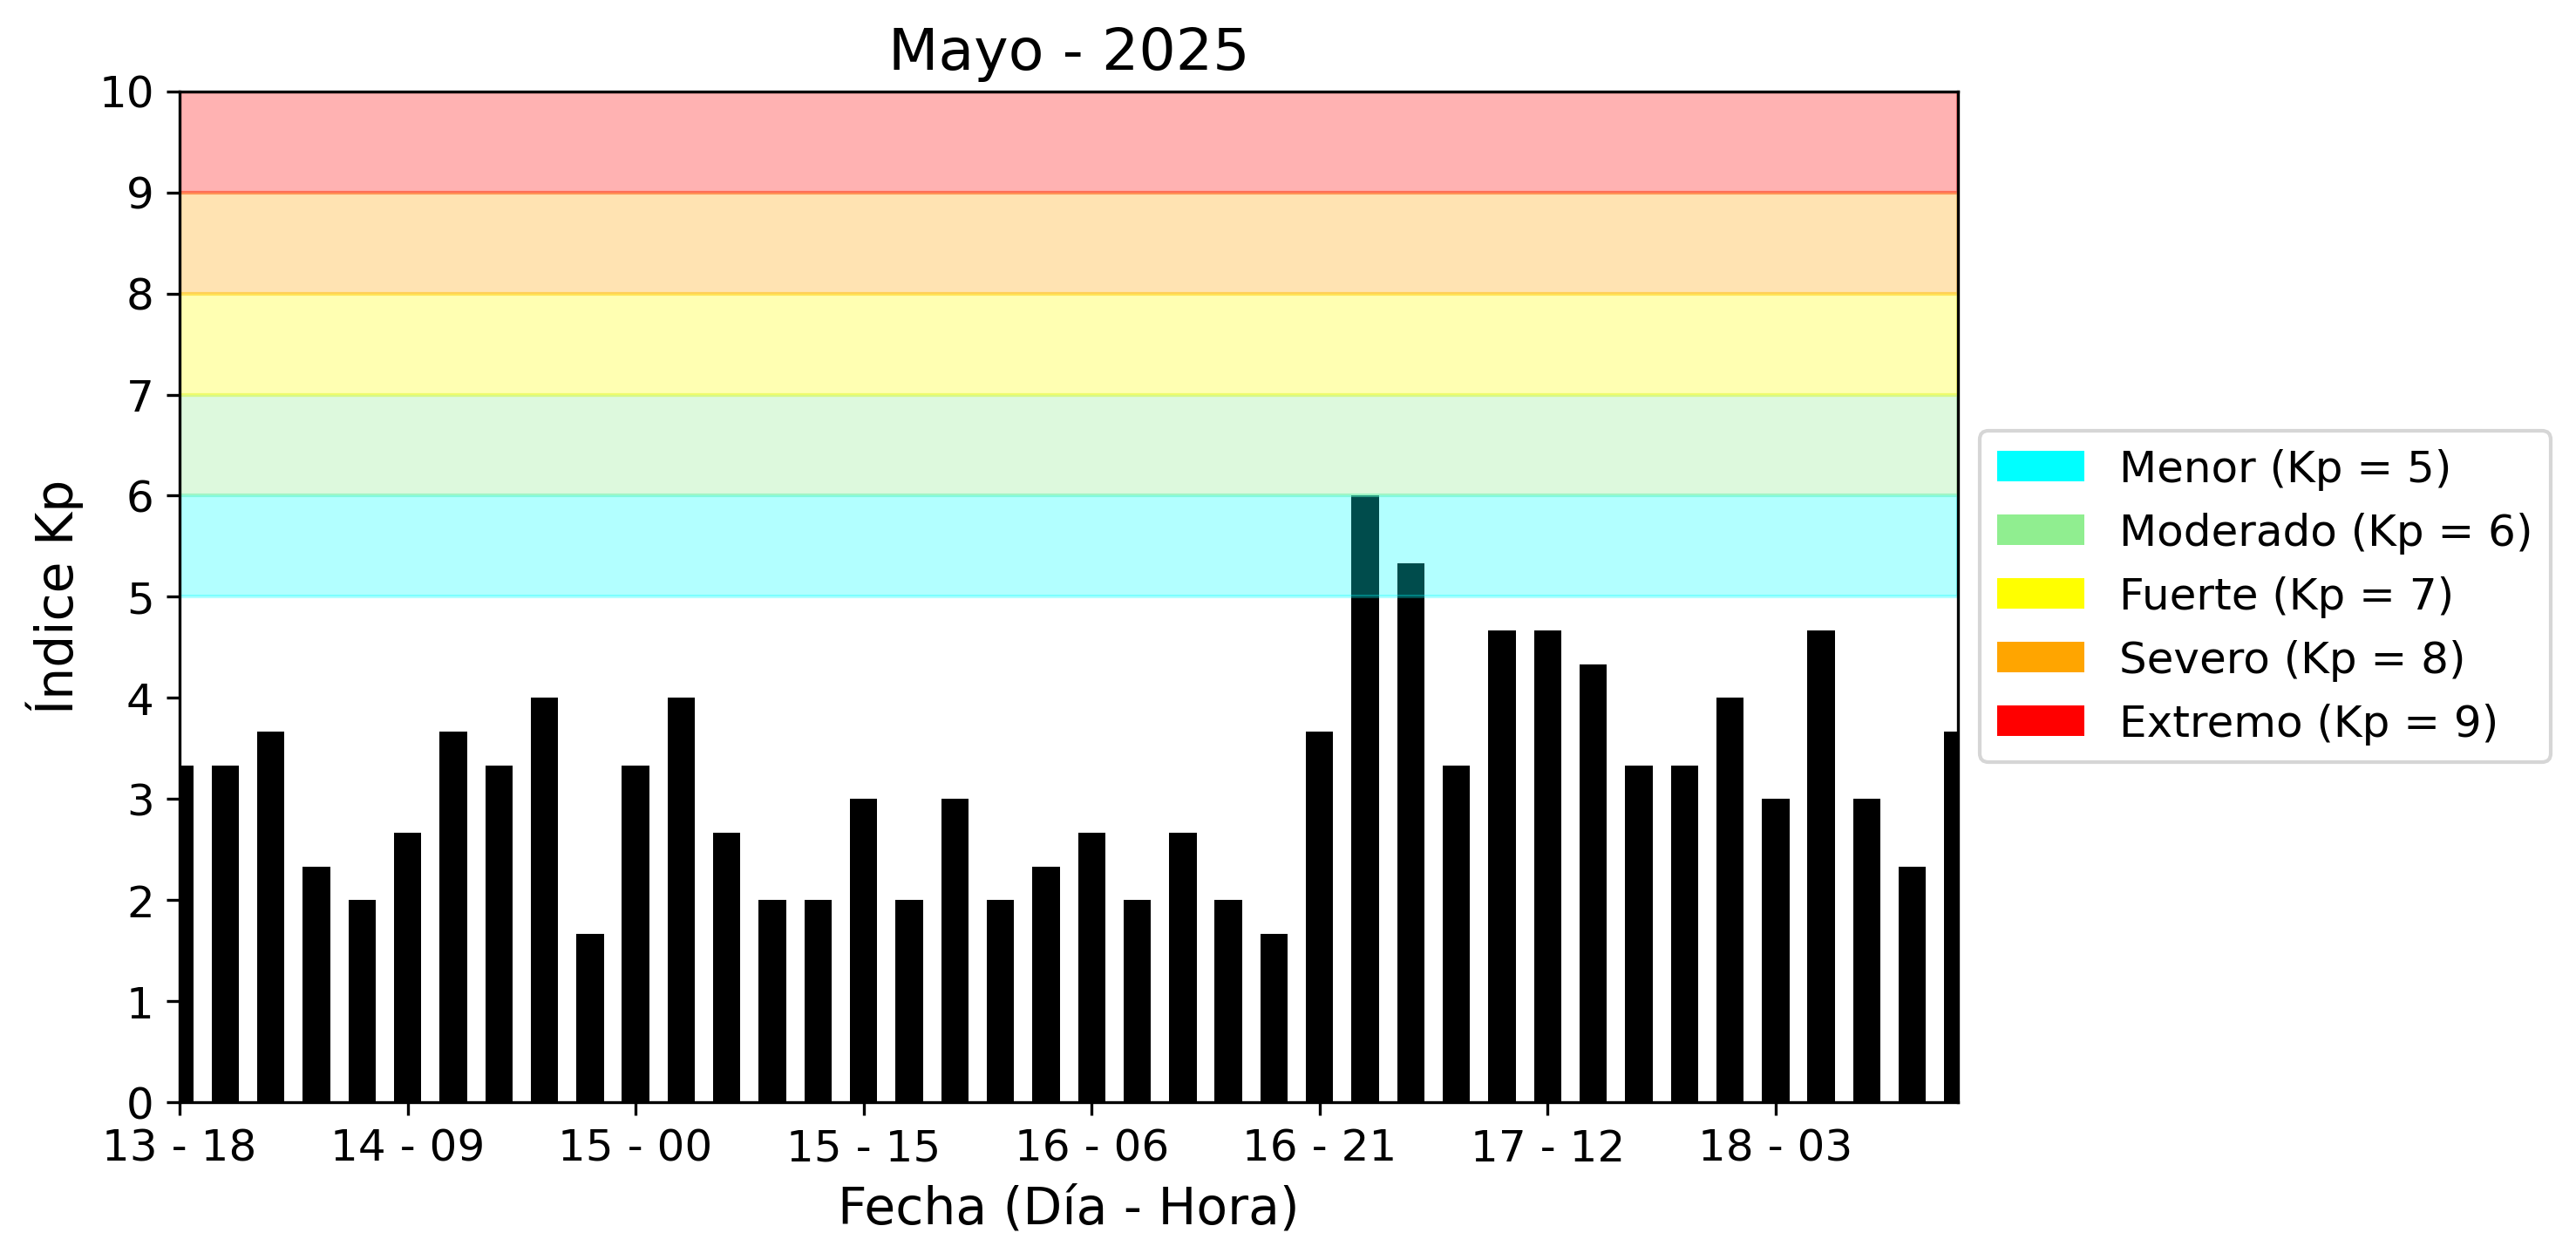 Mayo - 2025
10
9
8
7
6
5
4
3
2
1
0
Índice Kp
13 - 18
14 - 09
15 - 00
15 - 15
16 - 06
16 - 21
17 - 12
18 - 03
Fecha (Día - Hora)
Menor (Kp = 5)
Moderado (Kp = 6)
Fuerte (Kp = 7)
Severo (Kp = 8)
Extremo (Kp = 9)